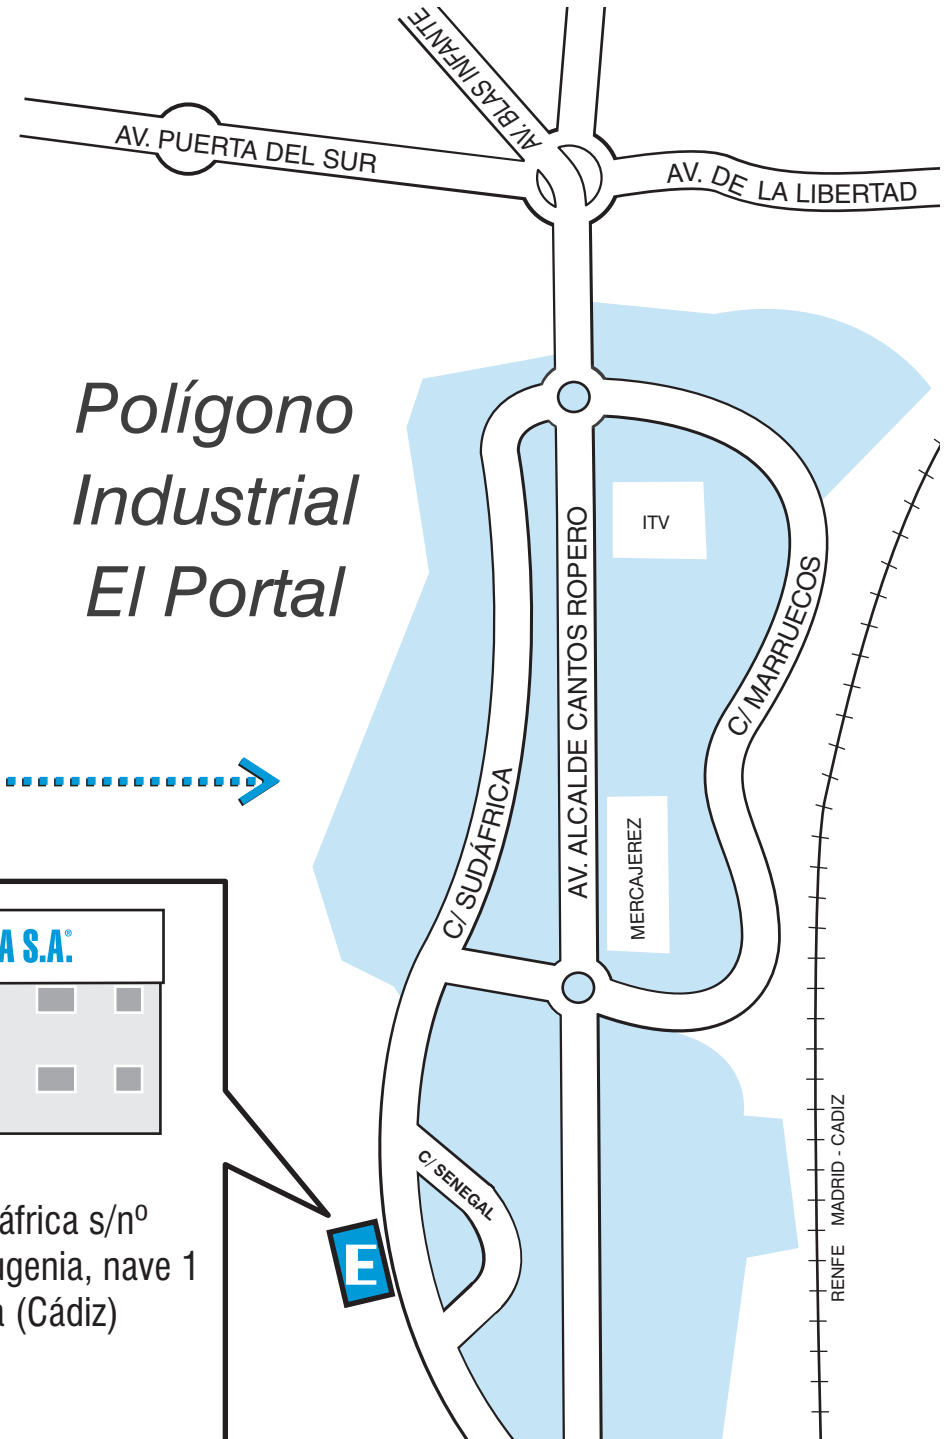 AV. BLAS INFANTE
AV. PUERTA DEL SUR
AV. DE LA LIBERTAD
Polígono
Industrial
El Portal
ITV
AV. ALCALDE CANTOS ROPERO
C/ MARRUECOS
C/ SUDÁFRICA
MERCAJEREZ
A S.A.®
C/ SENEGAL
RENFE MADRID - CADIZ
áfrica s/nº
ugenia, nave 1
a (Cádiz)
E